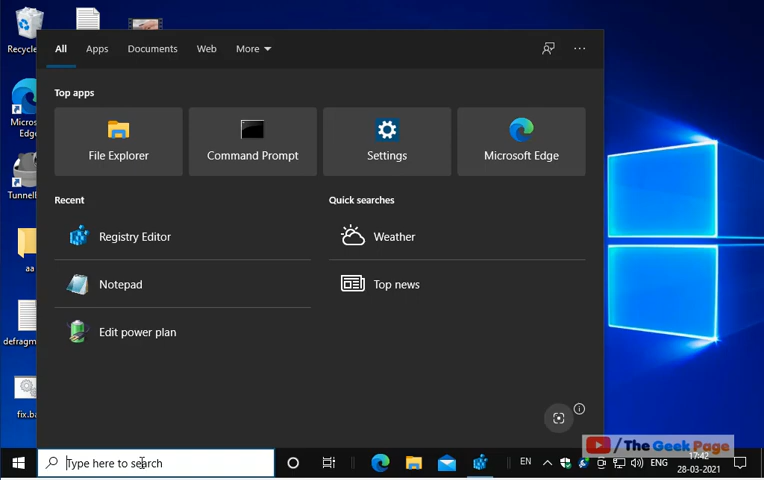 Recycl
All Apps Documents Web More
Top apps
File Explorer
Command Prompt
Settings
Microsoft Edge
Micros
Edge
Tunnel
Recent
Quick searches
Registry Editor
Weather
Notepad
Top news
Edit power plan
aa
defragm
fix.ba
/The Geek Page
Type here to search
EN
ENG
17:42
28-03-2021